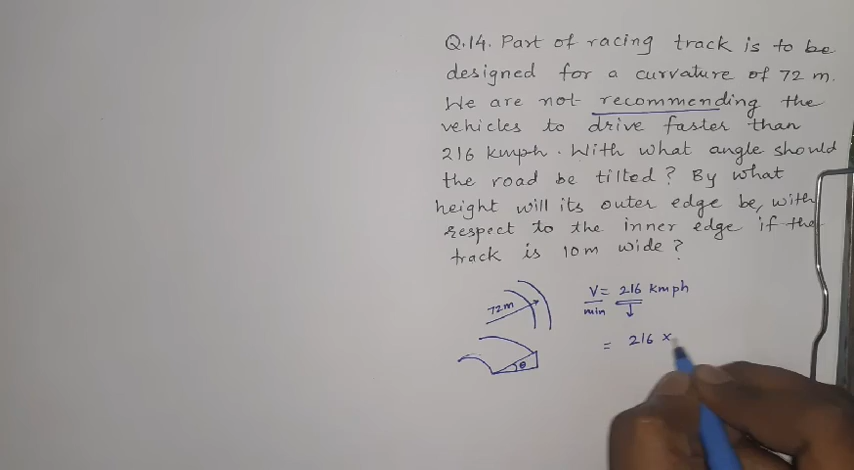 Q.14. Part of racing track is to be
designed for a curvature of 72 m.
We are not recommending the
vehicles to drive faster than
216 kmph. With what angle should
the road be tilted? By what
height will its outer edge be, with
respect to the inner edge if the
track is 10m wide?
72m
V = 216 kmph
min
= 216 x
θ